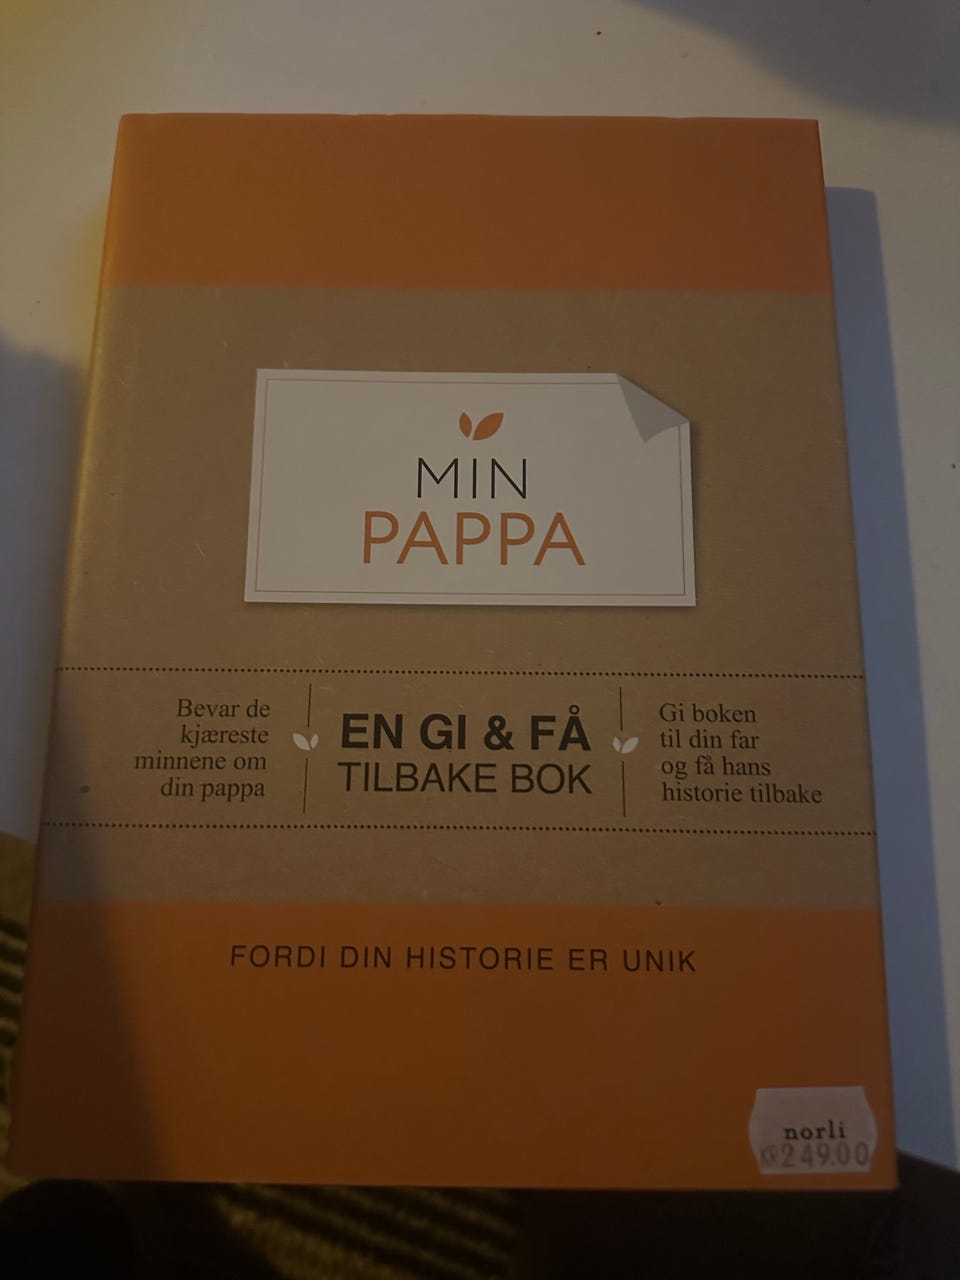 MIN
PAPPA
Bevar de
kjæreste
minnene om
din pappa
EN GI & FÅ
TILBAKE BOK
Gi boken
til din far
og få hans
historie tilbake
FORDI DIN HISTORIE ER UNIK
norli
KR249.00